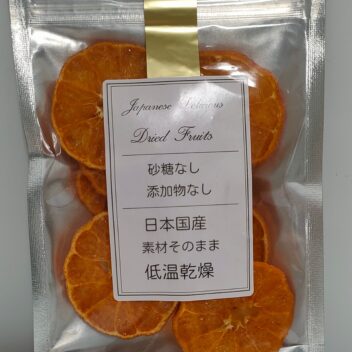 Japanese Delicious
Dried Fruits
砂糖なし
添加物なし
日本国産
素材そのまま
低温乾燥